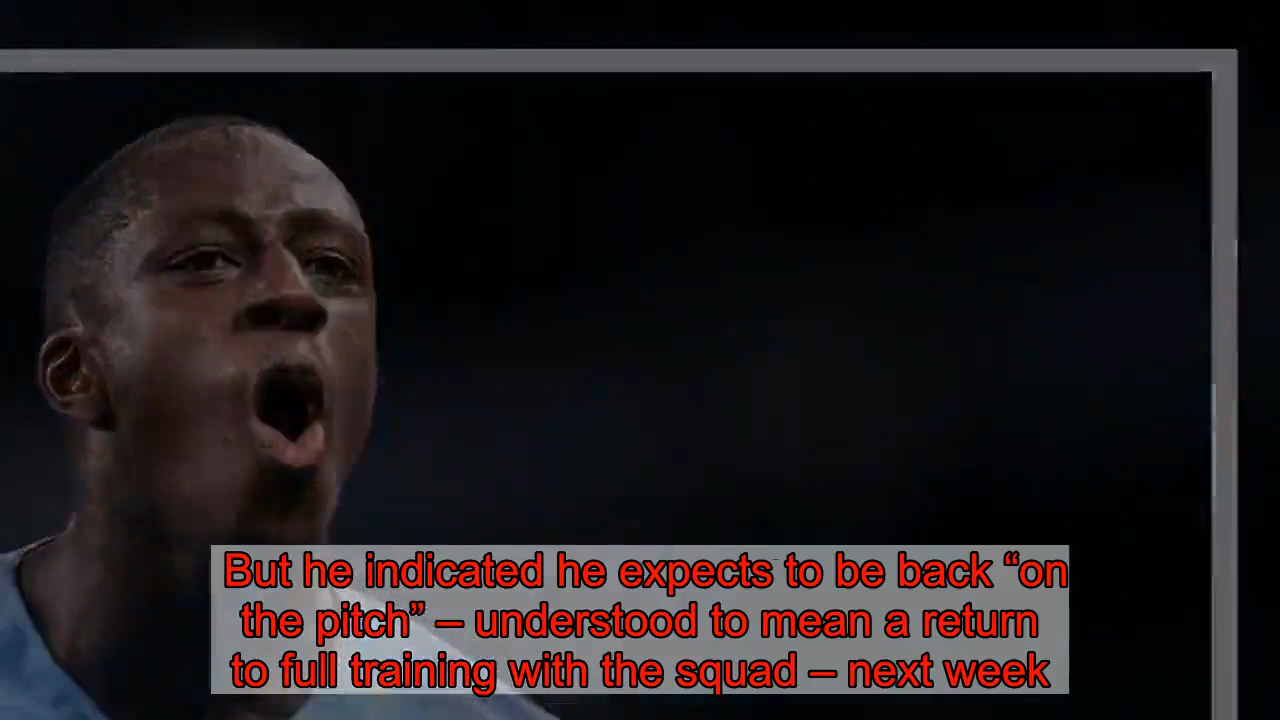 But he indicated he expects to be back “on
the pitch” – understood to mean a return
to full training with the squad – next week